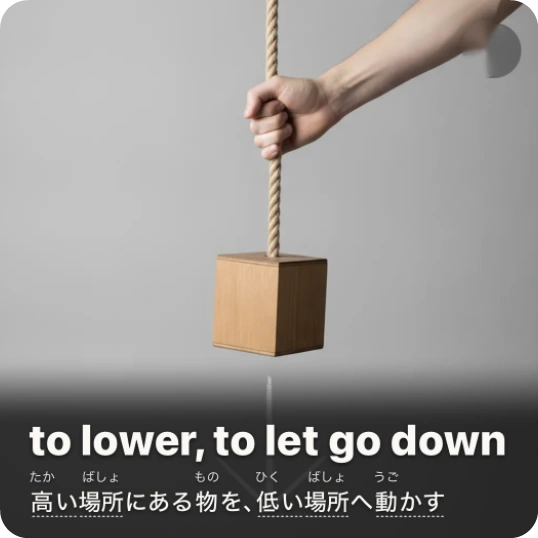 to lower, to let go down
たか ばしょ もの ひく ばしょ うご
高い場所にある物を、低い場所へ動かす